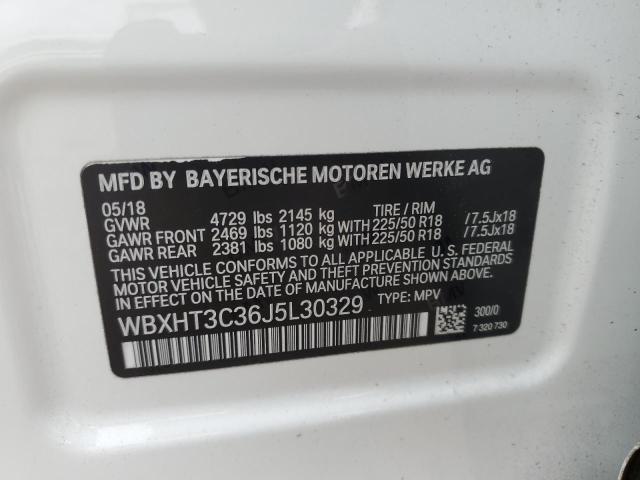 MFD BY BAYERISCHE MOTOREN WERKE AG
05/18
GVWR 4729 lbs 2145 kg TIRE / RIM
GAWR FRONT 2469 lbs 1120 kg WITH 225/50 R18 /7.5Jx18
GAWR REAR 2381 lbs 1080 kg WITH 225/50 R18 /7.5Jx18
THIS VEHICLE CONFORMS TO ALL APPLICABLE U. S. FEDERAL
MOTOR VEHICLE SAFETY AND THEFT PREVENTION STANDARDS
IN EFFECT ON THE DATE OF MANUFACTURE SHOWN ABOVE.
WBXHT3C36J5L30329 TYPE: MPV
300/0
7 320 730